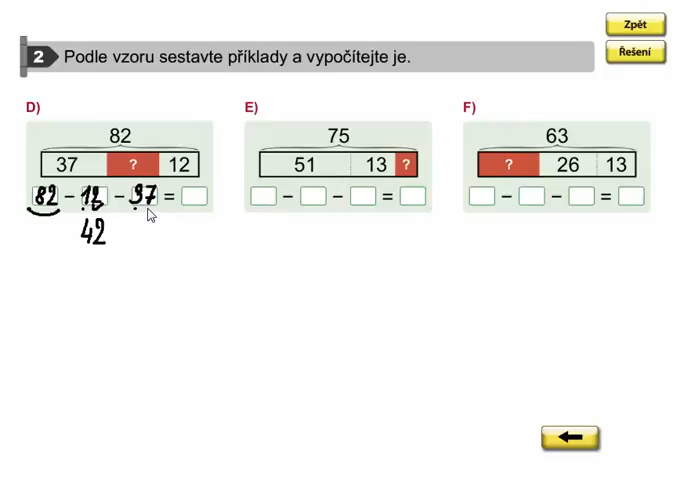 Zpět
Řešení
2 Podle vzoru sestavte příklady a vypočítejte je.
D) E) F)
82 75 63
37 ? 12 51 13 ? ? 26 13
82 - 12 - 37 = - - = - - =
42